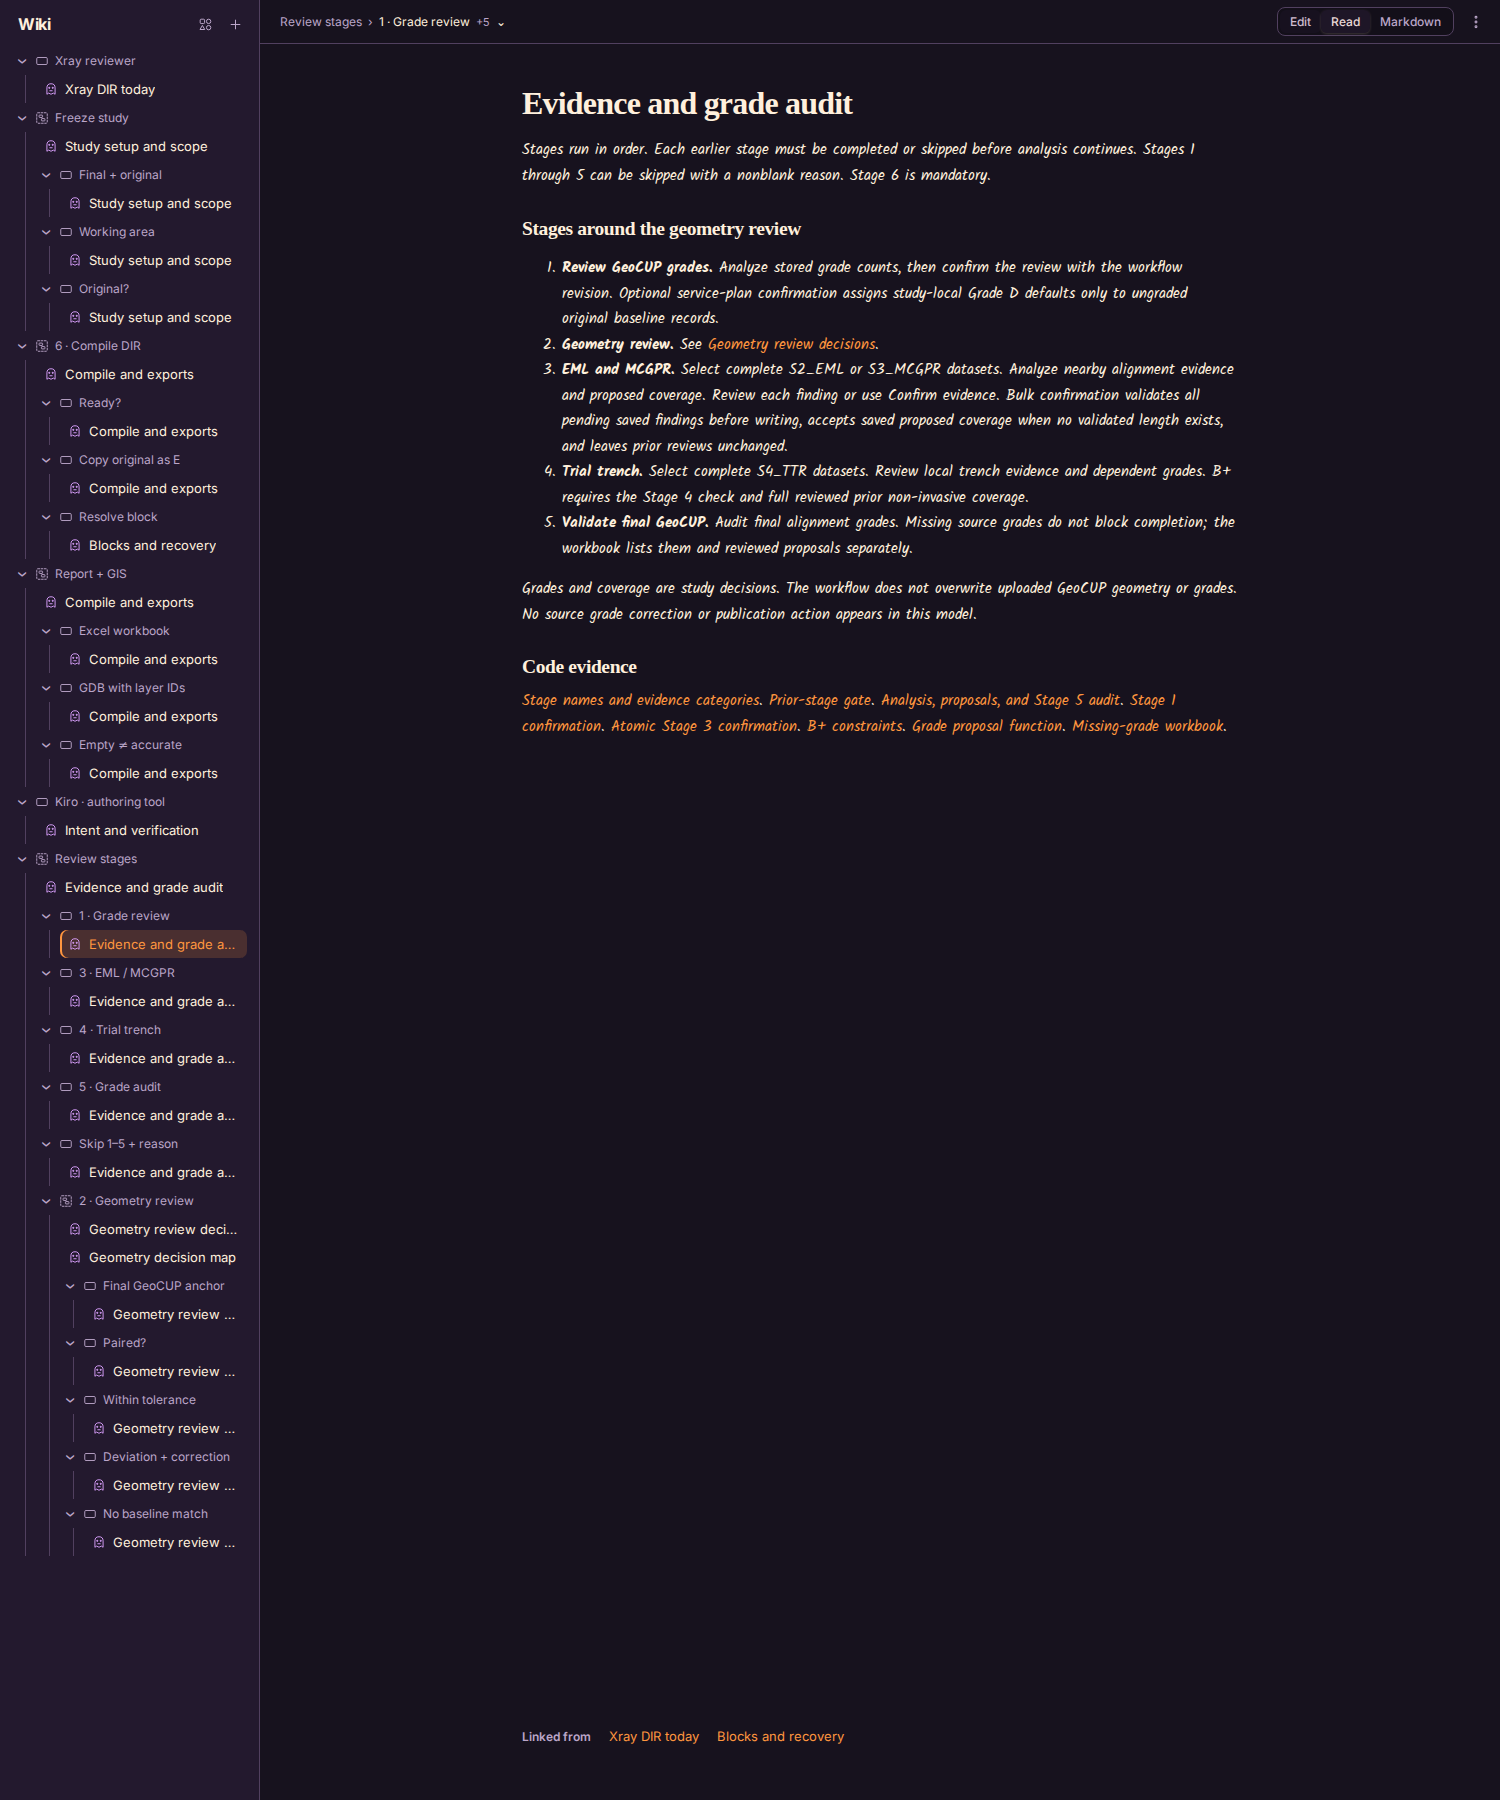 Wiki
Xray reviewer
Xray DIR today
Freeze study
Study setup and scope
Final + original
Study setup and scope
Working area
Study setup and scope
Original?
Study setup and scope
6 · Compile DIR
Compile and exports
Ready?
Compile and exports
Copy original as E
Compile and exports
Resolve block
Blocks and recovery
Report + GIS
Compile and exports
Excel workbook
Compile and exports
GDB with layer IDs
Compile and exports
Empty ≠ accurate
Compile and exports
Kiro · authoring tool
Intent and verification
Review stages
Evidence and grade audit
1 · Grade review
Evidence and grade a...
3 · EML / MCGPR
Evidence and grade a...
4 · Trial trench
Evidence and grade a...
5 · Grade audit
Evidence and grade a...
Skip 1–5 + reason
Evidence and grade a...
2 · Geometry review
Geometry review deci...
Geometry decision map
Final GeoCUP anchor
Geometry review ...
Paired?
Geometry review ...
Within tolerance
Geometry review ...
Deviation + correction
Geometry review ...
No baseline match
Geometry review ...
Review stages › 1 · Grade review +5
Edit Read Markdown
Evidence and grade audit
Stages run in order. Each earlier stage must be completed or skipped before analysis continues. Stages 1
through 5 can be skipped with a nonblank reason. Stage 6 is mandatory.
Stages around the geometry review
1. Review GeoCUP grades. Analyze stored grade counts, then confirm the review with the workflow
revision. Optional service-plan confirmation assigns study-local Grade D defaults only to ungraded
original baseline records.
2. Geometry review. See Geometry review decisions.
3. EML and MCGPR. Select complete S2_EML or S3_MCGPR datasets. Analyze nearby alignment evidence
and proposed coverage. Review each finding or use Confirm evidence. Bulk confirmation validates all
pending saved findings before writing, accepts saved proposed coverage when no validated length exists,
and leaves prior reviews unchanged.
4. Trial trench. Select complete S4_TTR datasets. Review local trench evidence and dependent grades. B+
requires the Stage 4 check and full reviewed prior non-invasive coverage.
5. Validate final GeoCUP. Audit final alignment grades. Missing source grades do not block completion; the
workbook lists them and reviewed proposals separately.
Grades and coverage are study decisions. The workflow does not overwrite uploaded GeoCUP geometry or grades.
No source grade correction or publication action appears in this model.
Code evidence
Stage names and evidence categories. Prior-stage gate. Analysis, proposals, and Stage 5 audit. Stage 1
confirmation. Atomic Stage 3 confirmation. B+ constraints. Grade proposal function. Missing-grade workbook.
Linked from Xray DIR today Blocks and recovery